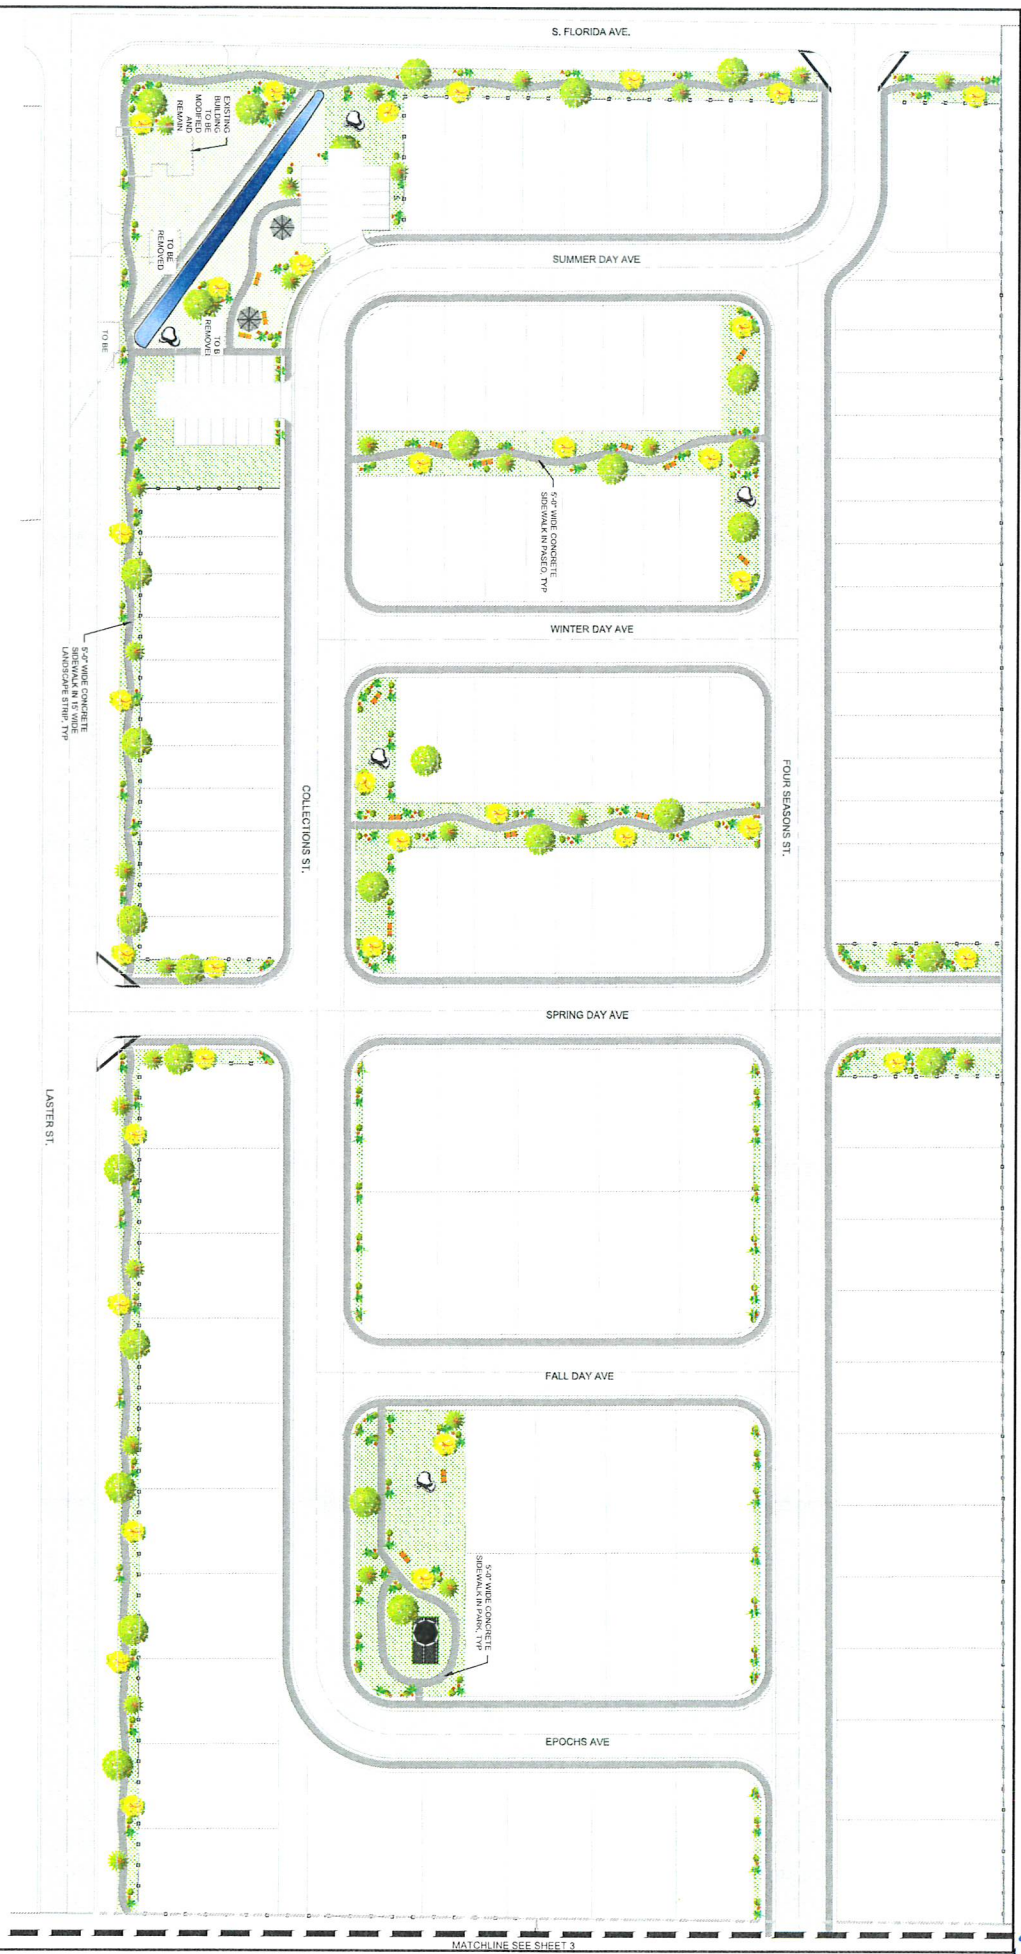 S. FLORIDA AVE.
EXISTING
BUILDING
TO BE
MODIFIED
AND
REMAIN
TO BE
REMOVED
TO B
REMOVE
TO BE
SUMMER DAY AVE
5'-0" WIDE CONCRETE
SIDEWALK IN PASEO, TYP
WINTER DAY AVE
5'-0" WIDE CONCRETE
SIDEWALK IN 15' WIDE
LANDSCAPE STRIP, TYP
COLLECTIONS ST.
FOUR SEASONS ST.
SPRING DAY AVE
LASTER ST.
FALL DAY AVE
5'-0" WIDE CONCRETE
SIDEWALK IN PARK, TYP
EPOCHS AVE
MATCHLINE SEE SHEET 3